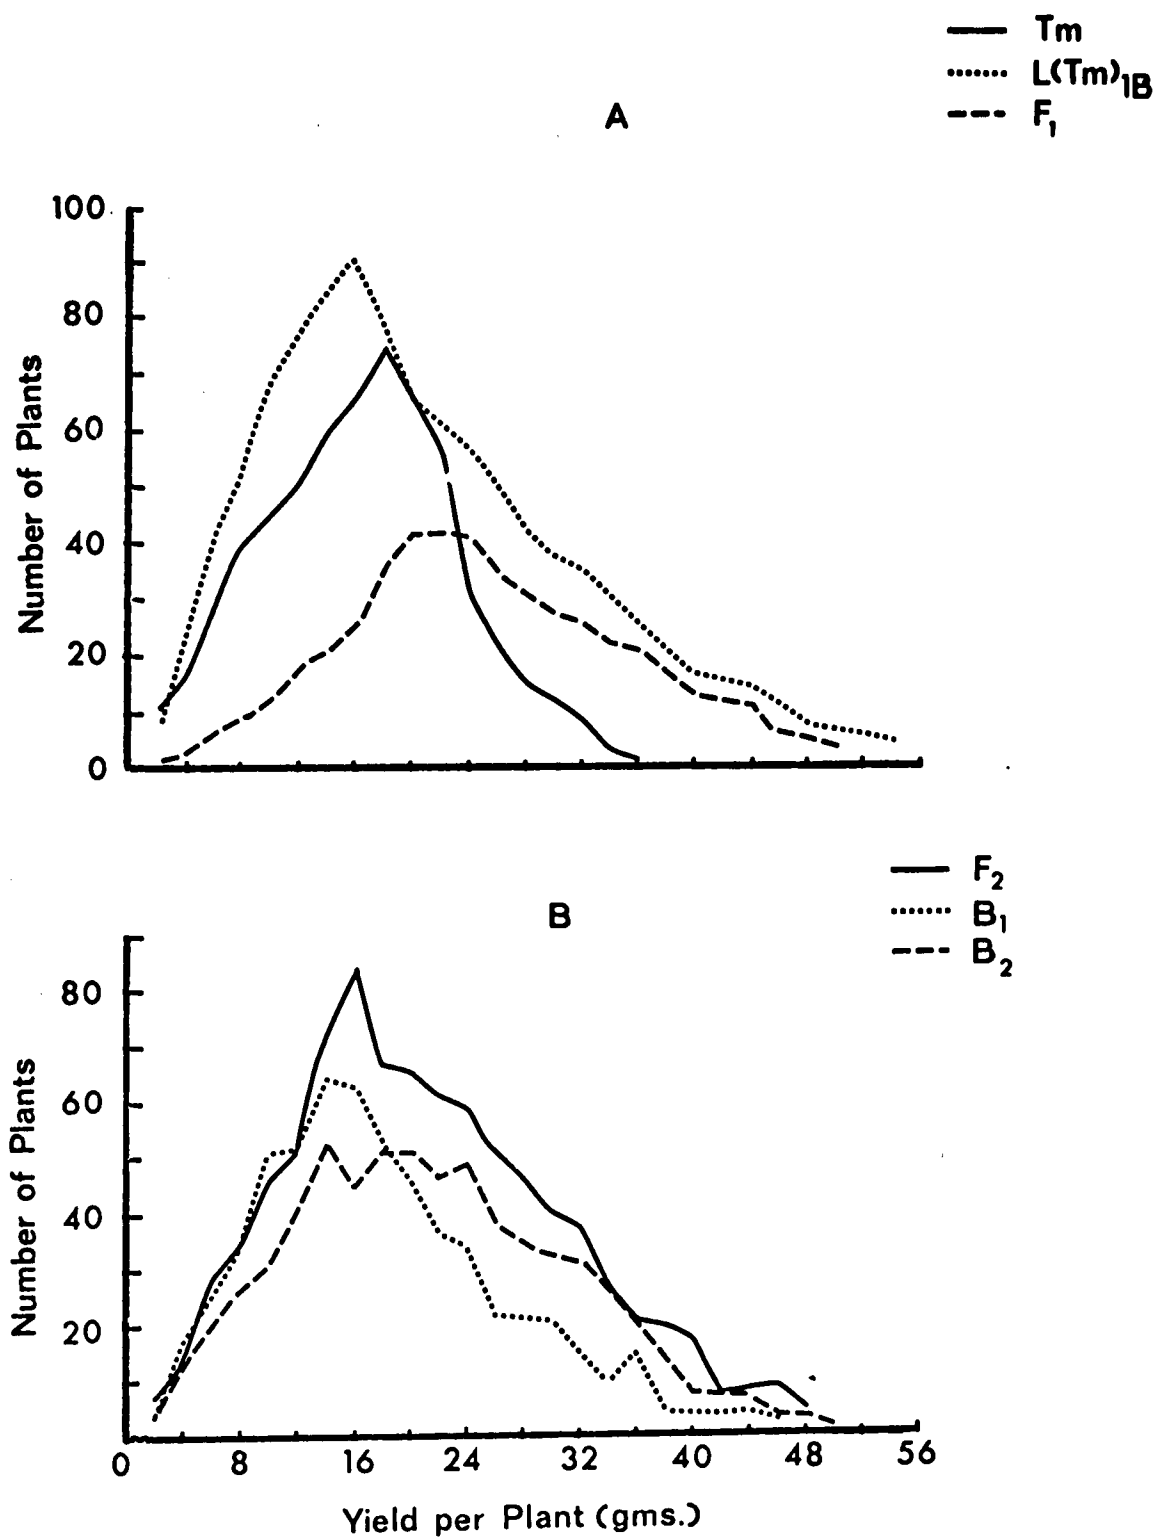 Tm
L(Tm)1B
F1
A
100
80
60
40
20
0
Number of Plants
F2
B1
B2
B
80
60
40
20
Number of Plants
0 8 16 24 32 40 48 56
Yield per Plant (gms.)